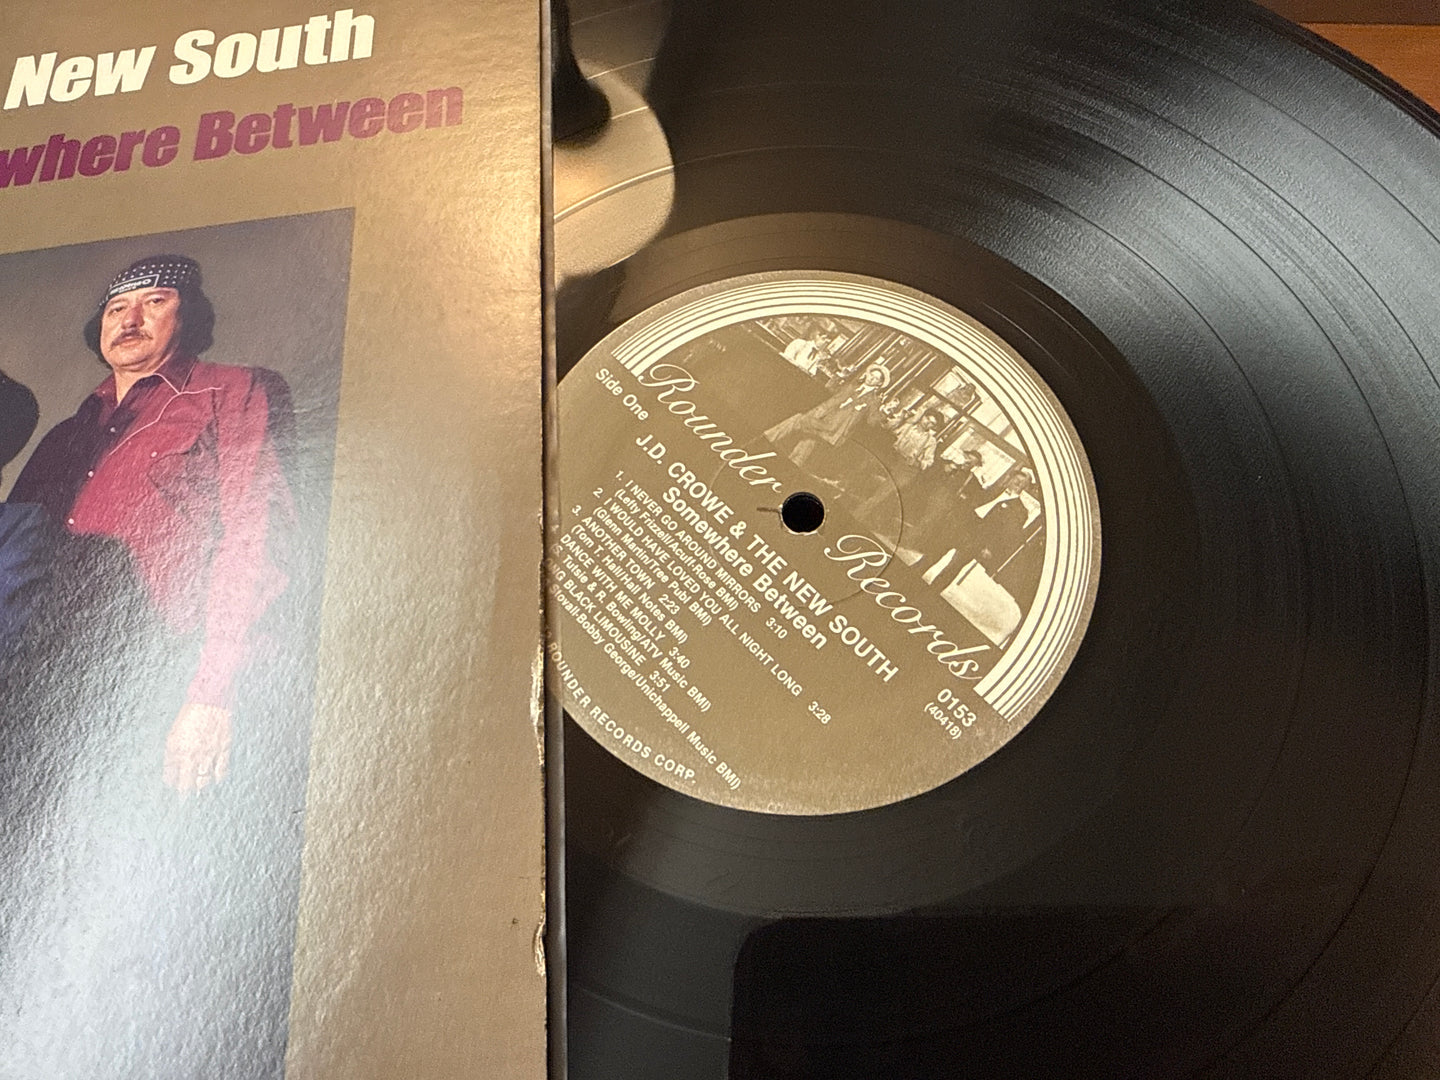 New South
where Between
Rounder Records
Side One
J.D. CROWE & THE NEW SOUTH
Somewhere Between
0153
(40418)
1. I NEVER GO AROUND MIRRORS 3:10
(Lefty Frizzell/Acuff-Rose BMI)
2. I WOULD HAVE LOVED YOU ALL NIGHT LONG 3:28
(Glenn Martin/Tree Publ BMI)
3. ANOTHER TOWN 2:23
(Tom T. Hall/Hall Notes BMI)
DANCE WITH ME MOLLY 3:40
Tutsie & R. Bowling/ATV Music BMI)
BLACK LIMOUSINE 3:51
Stovall-Bobby George/Unichappell Music BMI)
ROUNDER RECORDS CORP.